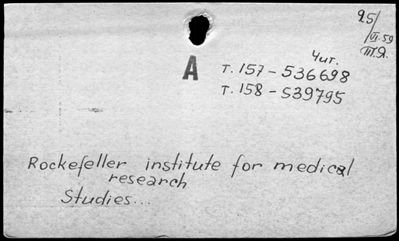 25/VI.59
Чит.
А т. 157 - 536698
т. 158 - 539795
Rockefeller institute for medical
research
Studies...